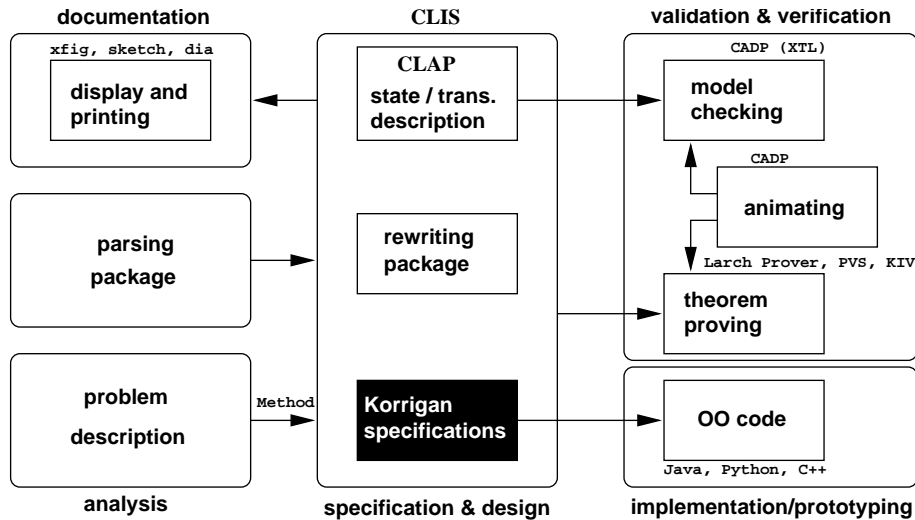 documentation
CLIS
validation & verification
xfig, sketch, dia
display and
printing
CLAP
state / trans.
description
CADP (XTL)
model
checking
CADP
animating
parsing
package
rewriting
package
Larch Prover, PVS, KIV
theorem
proving
problem
description
Method
Korrigan
specifications
OO code
Java, Python, C++
analysis
specification & design
implementation/prototyping